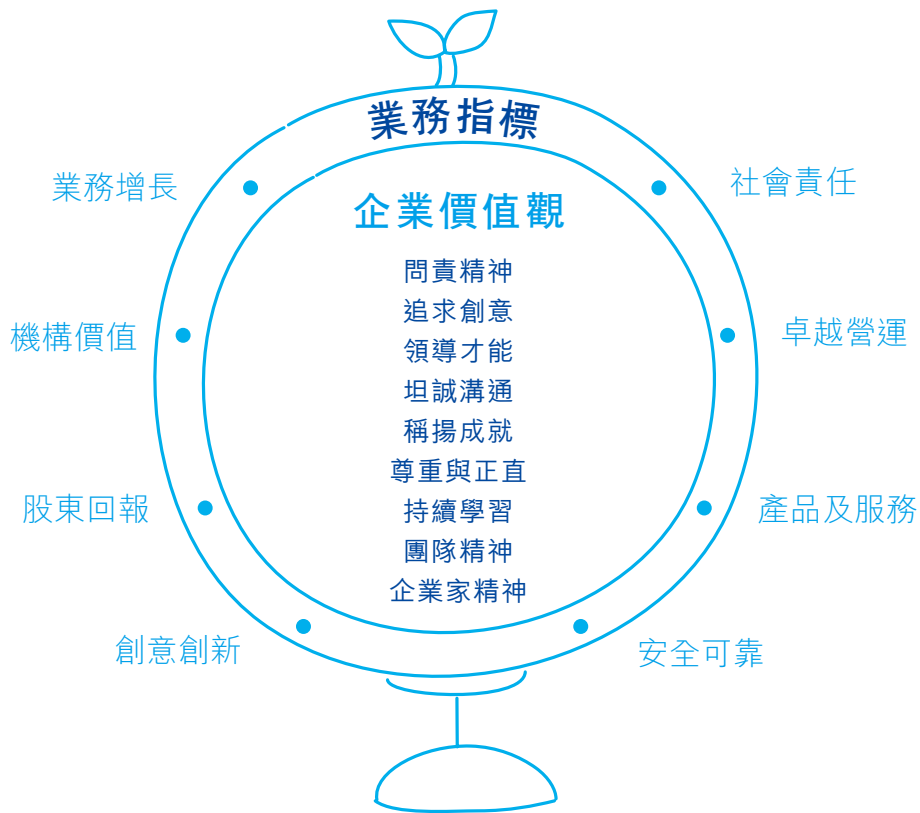 業務指標
業務增長
機構價值
股東回報
創意創新
企業價值觀
問責精神
追求創意
領導才能
坦誠溝通
稱揚成就
尊重與正直
持續學習
團隊精神
企業家精神
社會責任
卓越營運
產品及服務
安全可靠